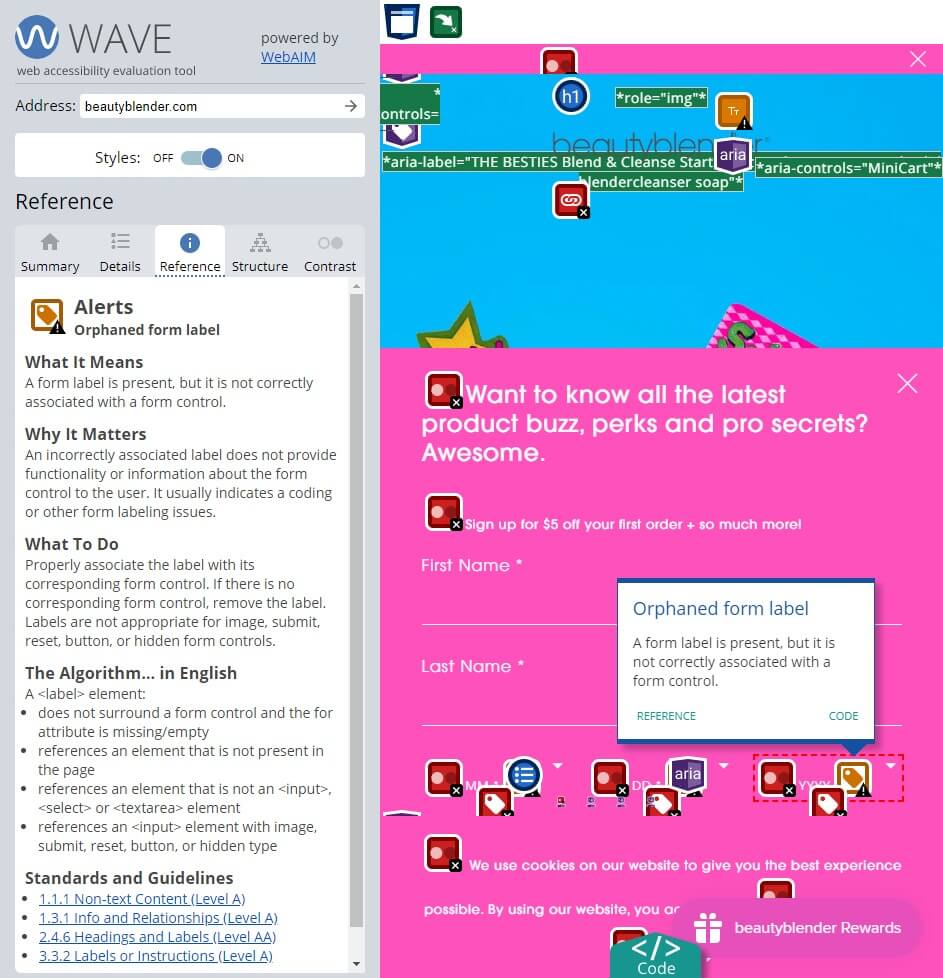 WAVE
web accessibility evaluation tool
powered by
WebAIM
Address: beautyblender.com
Styles: OFF ON
Reference
Summary Details Reference Structure Contrast
Alerts
Orphaned form label
What It Means
A form label is present, but it is not correctly
associated with a form control.
Why It Matters
An incorrectly associated label does not provide
functionality or information about the form
control to the user. It usually indicates a coding
or other form labeling issues.
What To Do
Properly associate the label with its
corresponding form control. If there is no
corresponding form control, remove the label.
Labels are not appropriate for image, submit,
reset, button, or hidden form controls.
The Algorithm... in English
A <label> element:
does not surround a form control and the for
attribute is missing/empty
references an element that is not present in
the page
references an element that is not an <input>,
<select> or <textarea> element
references an <input> element with image,
submit, reset, button, or hidden type
Standards and Guidelines
1.1.1 Non-text Content (Level A)
1.3.1 Info and Relationships (Level A)
2.4.6 Headings and Labels (Level AA)
3.3.2 Labels or Instructions (Level A)
*
ontrols=
h1
*role="img"*
Tт
beautyblender
aria
*aria-label="THE BESTIES Blend & Cleanse Start
*aria-controls="MiniCart"*
blendercleanser soap"*
Want to know all the latest
product buzz, perks and pro secrets?
Awesome.
Sign up for $5 off your first order + so much more!
First Name *
Last Name *
Orphaned form label
A form label is present, but it is
not correctly associated with a
form control.
REFERENCE CODE
MM * DD * aria YYYY
We use cookies on our website to give you the best experience
possible. By using our website, you
beautyblender Rewards
</>
Code